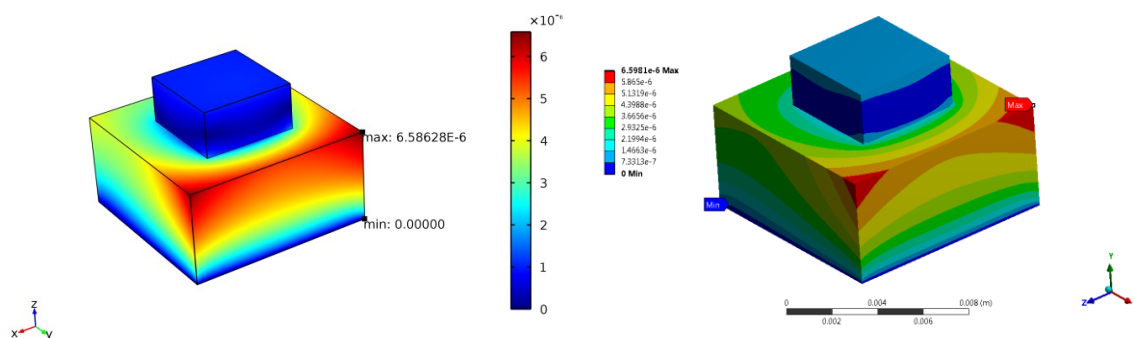 ×10⁻⁶
6
5
4
3
2
1
0
max: 6.58628E-6
min: 0.00000
z
x
y
6.5981e-6 Max
5.865e-6
5.1319e-6
4.3988e-6
3.6656e-6
2.9325e-6
2.1994e-6
1.4663e-6
7.3313e-7
0 Min
Max
Min
0 0.004 0.008 (m)
0.002 0.006
Y
Z